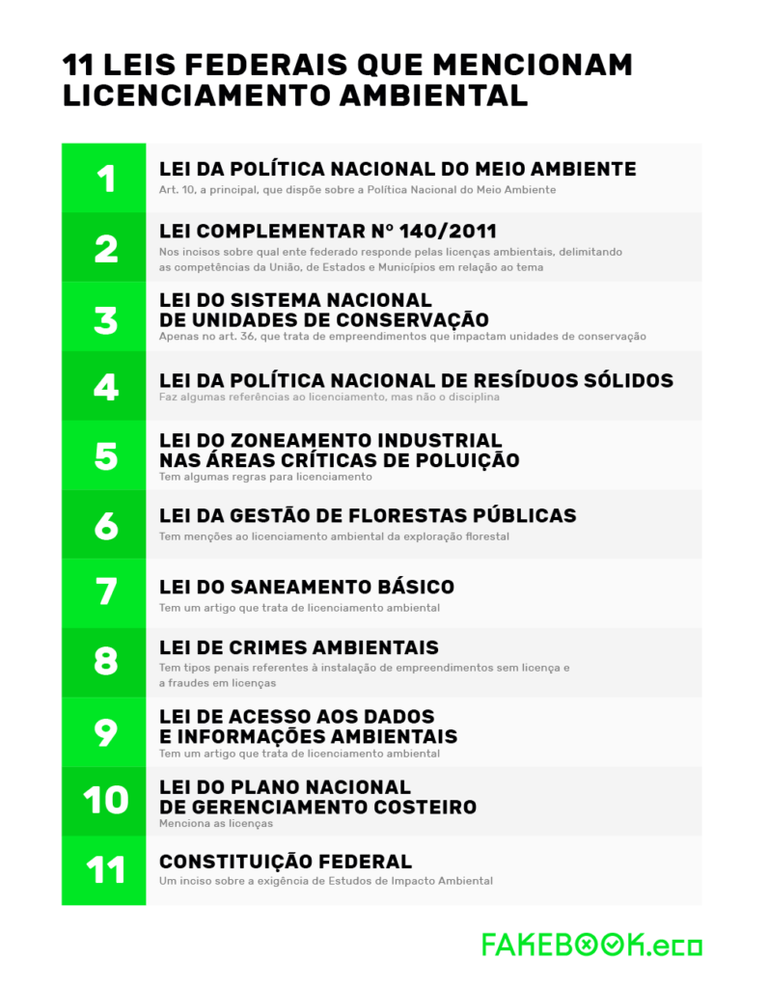 11 LEIS FEDERAIS QUE MENCIONAM
LICENCIAMENTO AMBIENTAL
1
LEI DA POLÍTICA NACIONAL DO MEIO AMBIENTE
Art. 10, a principal, que dispõe sobre a Política Nacional do Meio Ambiente
2
LEI COMPLEMENTAR Nº 140/2011
Nos incisos sobre qual ente federado responde pelas licenças ambientais, delimitando
as competências da União, de Estados e Municípios em relação ao tema
3
LEI DO SISTEMA NACIONAL
DE UNIDADES DE CONSERVAÇÃO
Apenas no art. 36, que trata de empreendimentos que impactam unidades de conservação
4
LEI DA POLÍTICA NACIONAL DE RESÍDUOS SÓLIDOS
Faz algumas referências ao licenciamento, mas não o disciplina
5
LEI DO ZONEAMENTO INDUSTRIAL
NAS ÁREAS CRÍTICAS DE POLUIÇÃO
Tem algumas regras para licenciamento
6
LEI DA GESTÃO DE FLORESTAS PÚBLICAS
Tem menções ao licenciamento ambiental da exploração florestal
7
LEI DO SANEAMENTO BÁSICO
Tem um artigo que trata de licenciamento ambiental
8
LEI DE CRIMES AMBIENTAIS
Tem tipos penais referentes à instalação de empreendimentos sem licença e
a fraudes em licenças
9
LEI DE ACESSO AOS DADOS
E INFORMAÇÕES AMBIENTAIS
Tem um artigo que trata de licenciamento ambiental
10
LEI DO PLANO NACIONAL
DE GERENCIAMENTO COSTEIRO
Menciona as licenças
11
CONSTITUIÇÃO FEDERAL
Um inciso sobre a exigência de Estudos de Impacto Ambiental
FAKEBOOK.eco